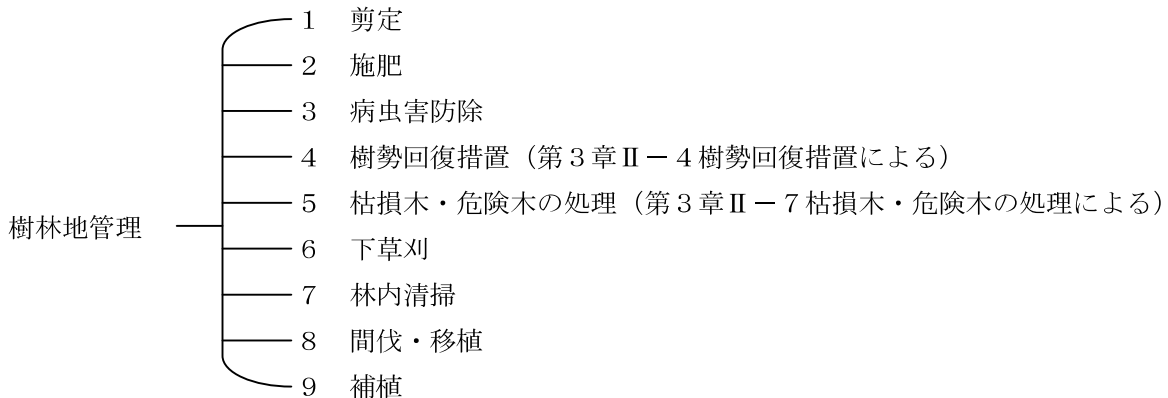 樹林地管理
1 剪定
2 施肥
3 病虫害防除
4 樹勢回復措置（第３章Ⅱ－４樹勢回復措置による）
5 枯損木・危険木の処理（第３章Ⅱ－７枯損木・危険木の処理による）
6 下草刈
7 林内清掃
8 間伐・移植
9 補植